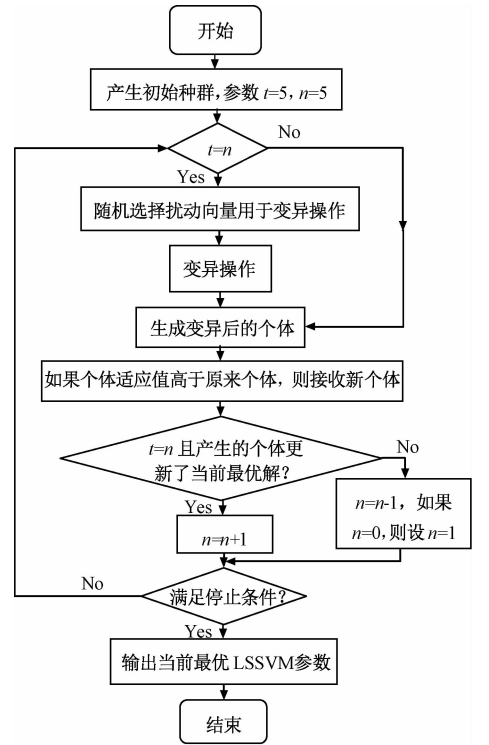 开始
产生初始种群，参数 t=5，n=5
t=n
No
Yes
随机选择扰动向量用于变异操作
变异操作
生成变异后的个体
如果个体适应值高于原来个体，则接收新个体
t=n 且产生的个体更
新了当前最优解？
No
Yes
n=n-1，如果
n=0，则设 n=1
n=n+1
No
满足停止条件？
Yes
输出当前最优 LSSVM参数
结束